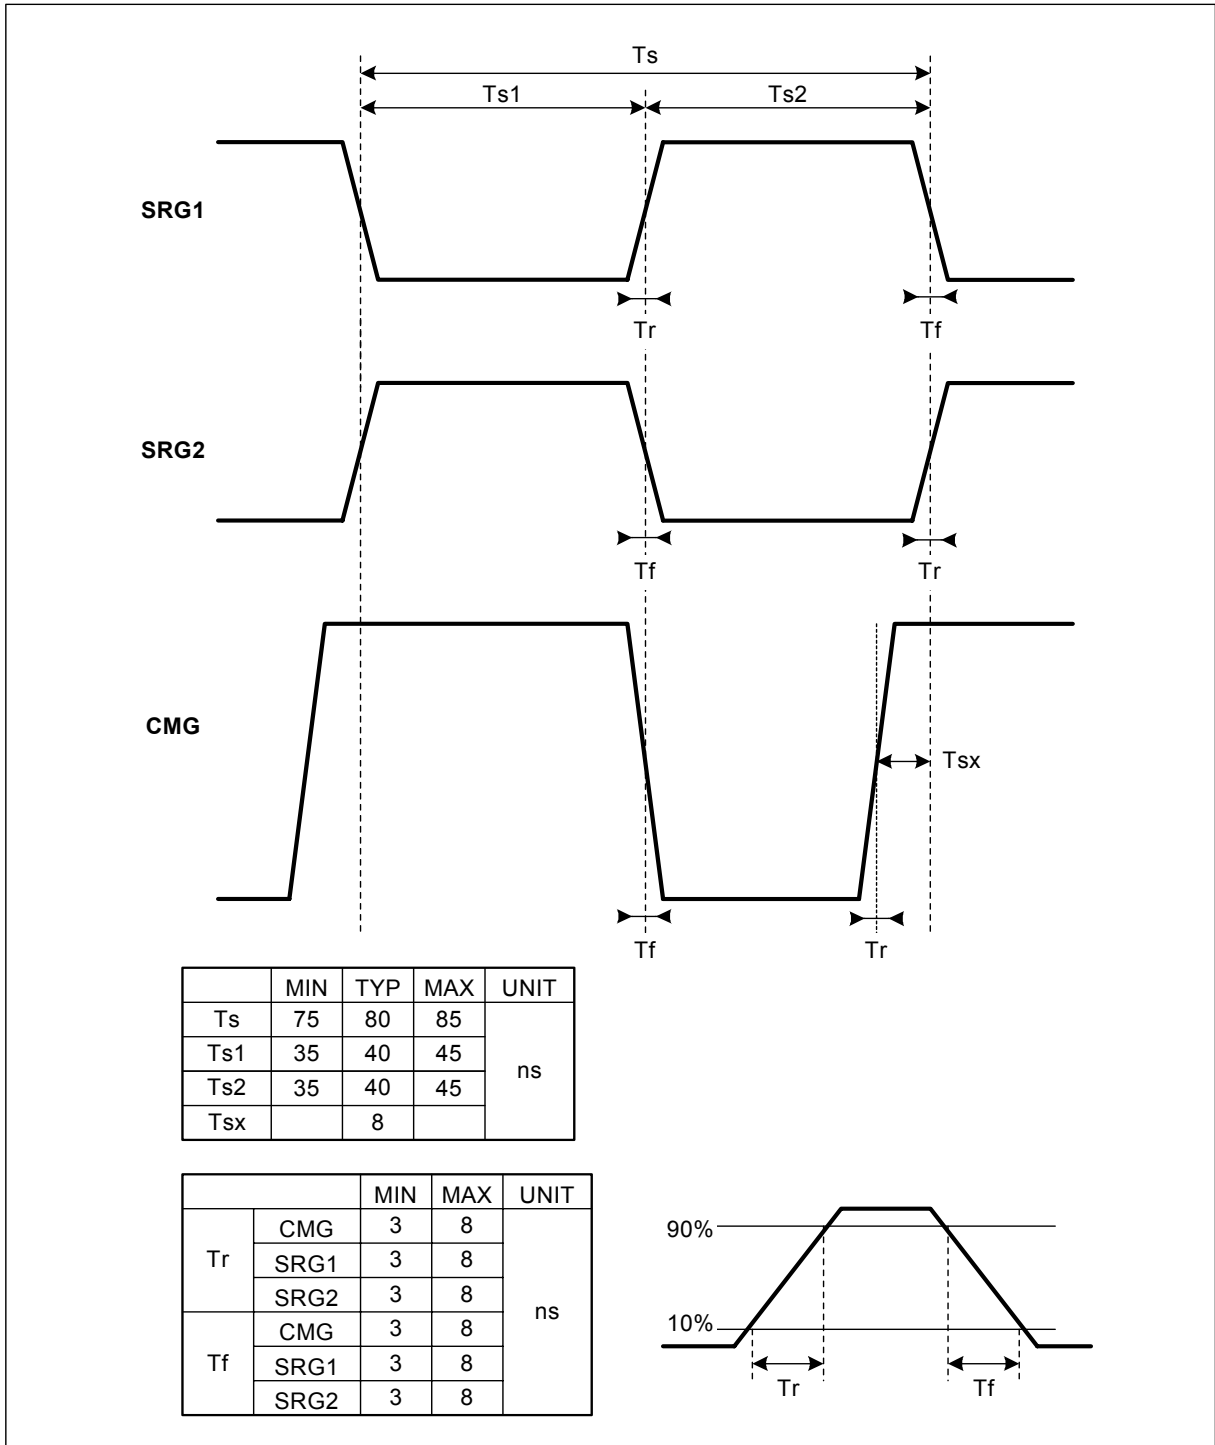 Ts
Ts1 Ts2
SRG1
Tr Tf
SRG2
Tf Tr
CMG
Tsx
Tf Tr
MIN TYP MAX UNIT
Ts 75 80 85
Ts1 35 40 45
ns
Ts2 35 40 45
Tsx 8
MIN MAX UNIT
CMG 3 8
Tr SRG1 3 8
SRG2 3 8
ns
CMG 3 8
Tf SRG1 3 8
SRG2 3 8
90%
10%
Tr Tf